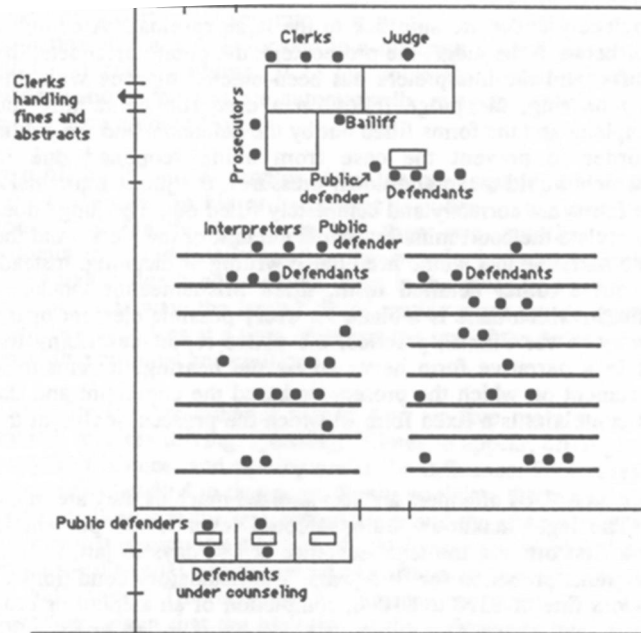 Clerks
Judge
Clerks
handling
fines and
abstracts
Prosecutors
Bailiff
Public
defender
Defendants
Interpreters
Public
defender
Defendants
Defendants
Public defenders
Defendants
under counseling